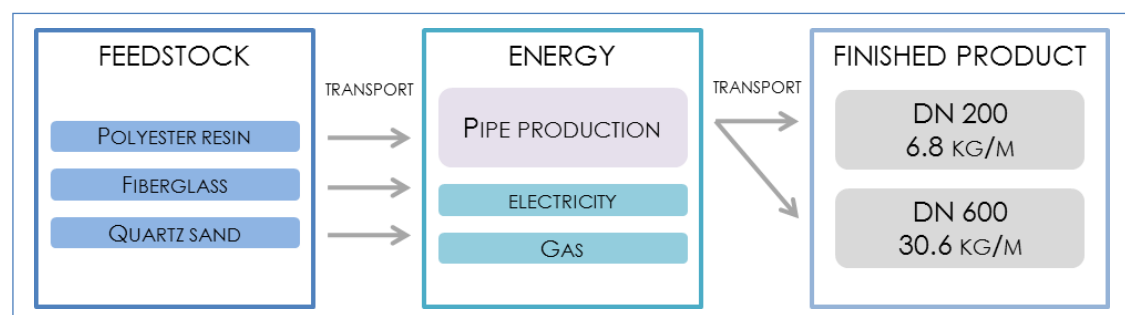 FEEDSTOCK
POLYESTER RESIN
FIBERGLASS
QUARTZ SAND
TRANSPORT
ENERGY
PIPE PRODUCTION
ELECTRICITY
GAS
TRANSPORT
FINISHED PRODUCT
DN 200
6.8 KG/M
DN 600
30.6 KG/M